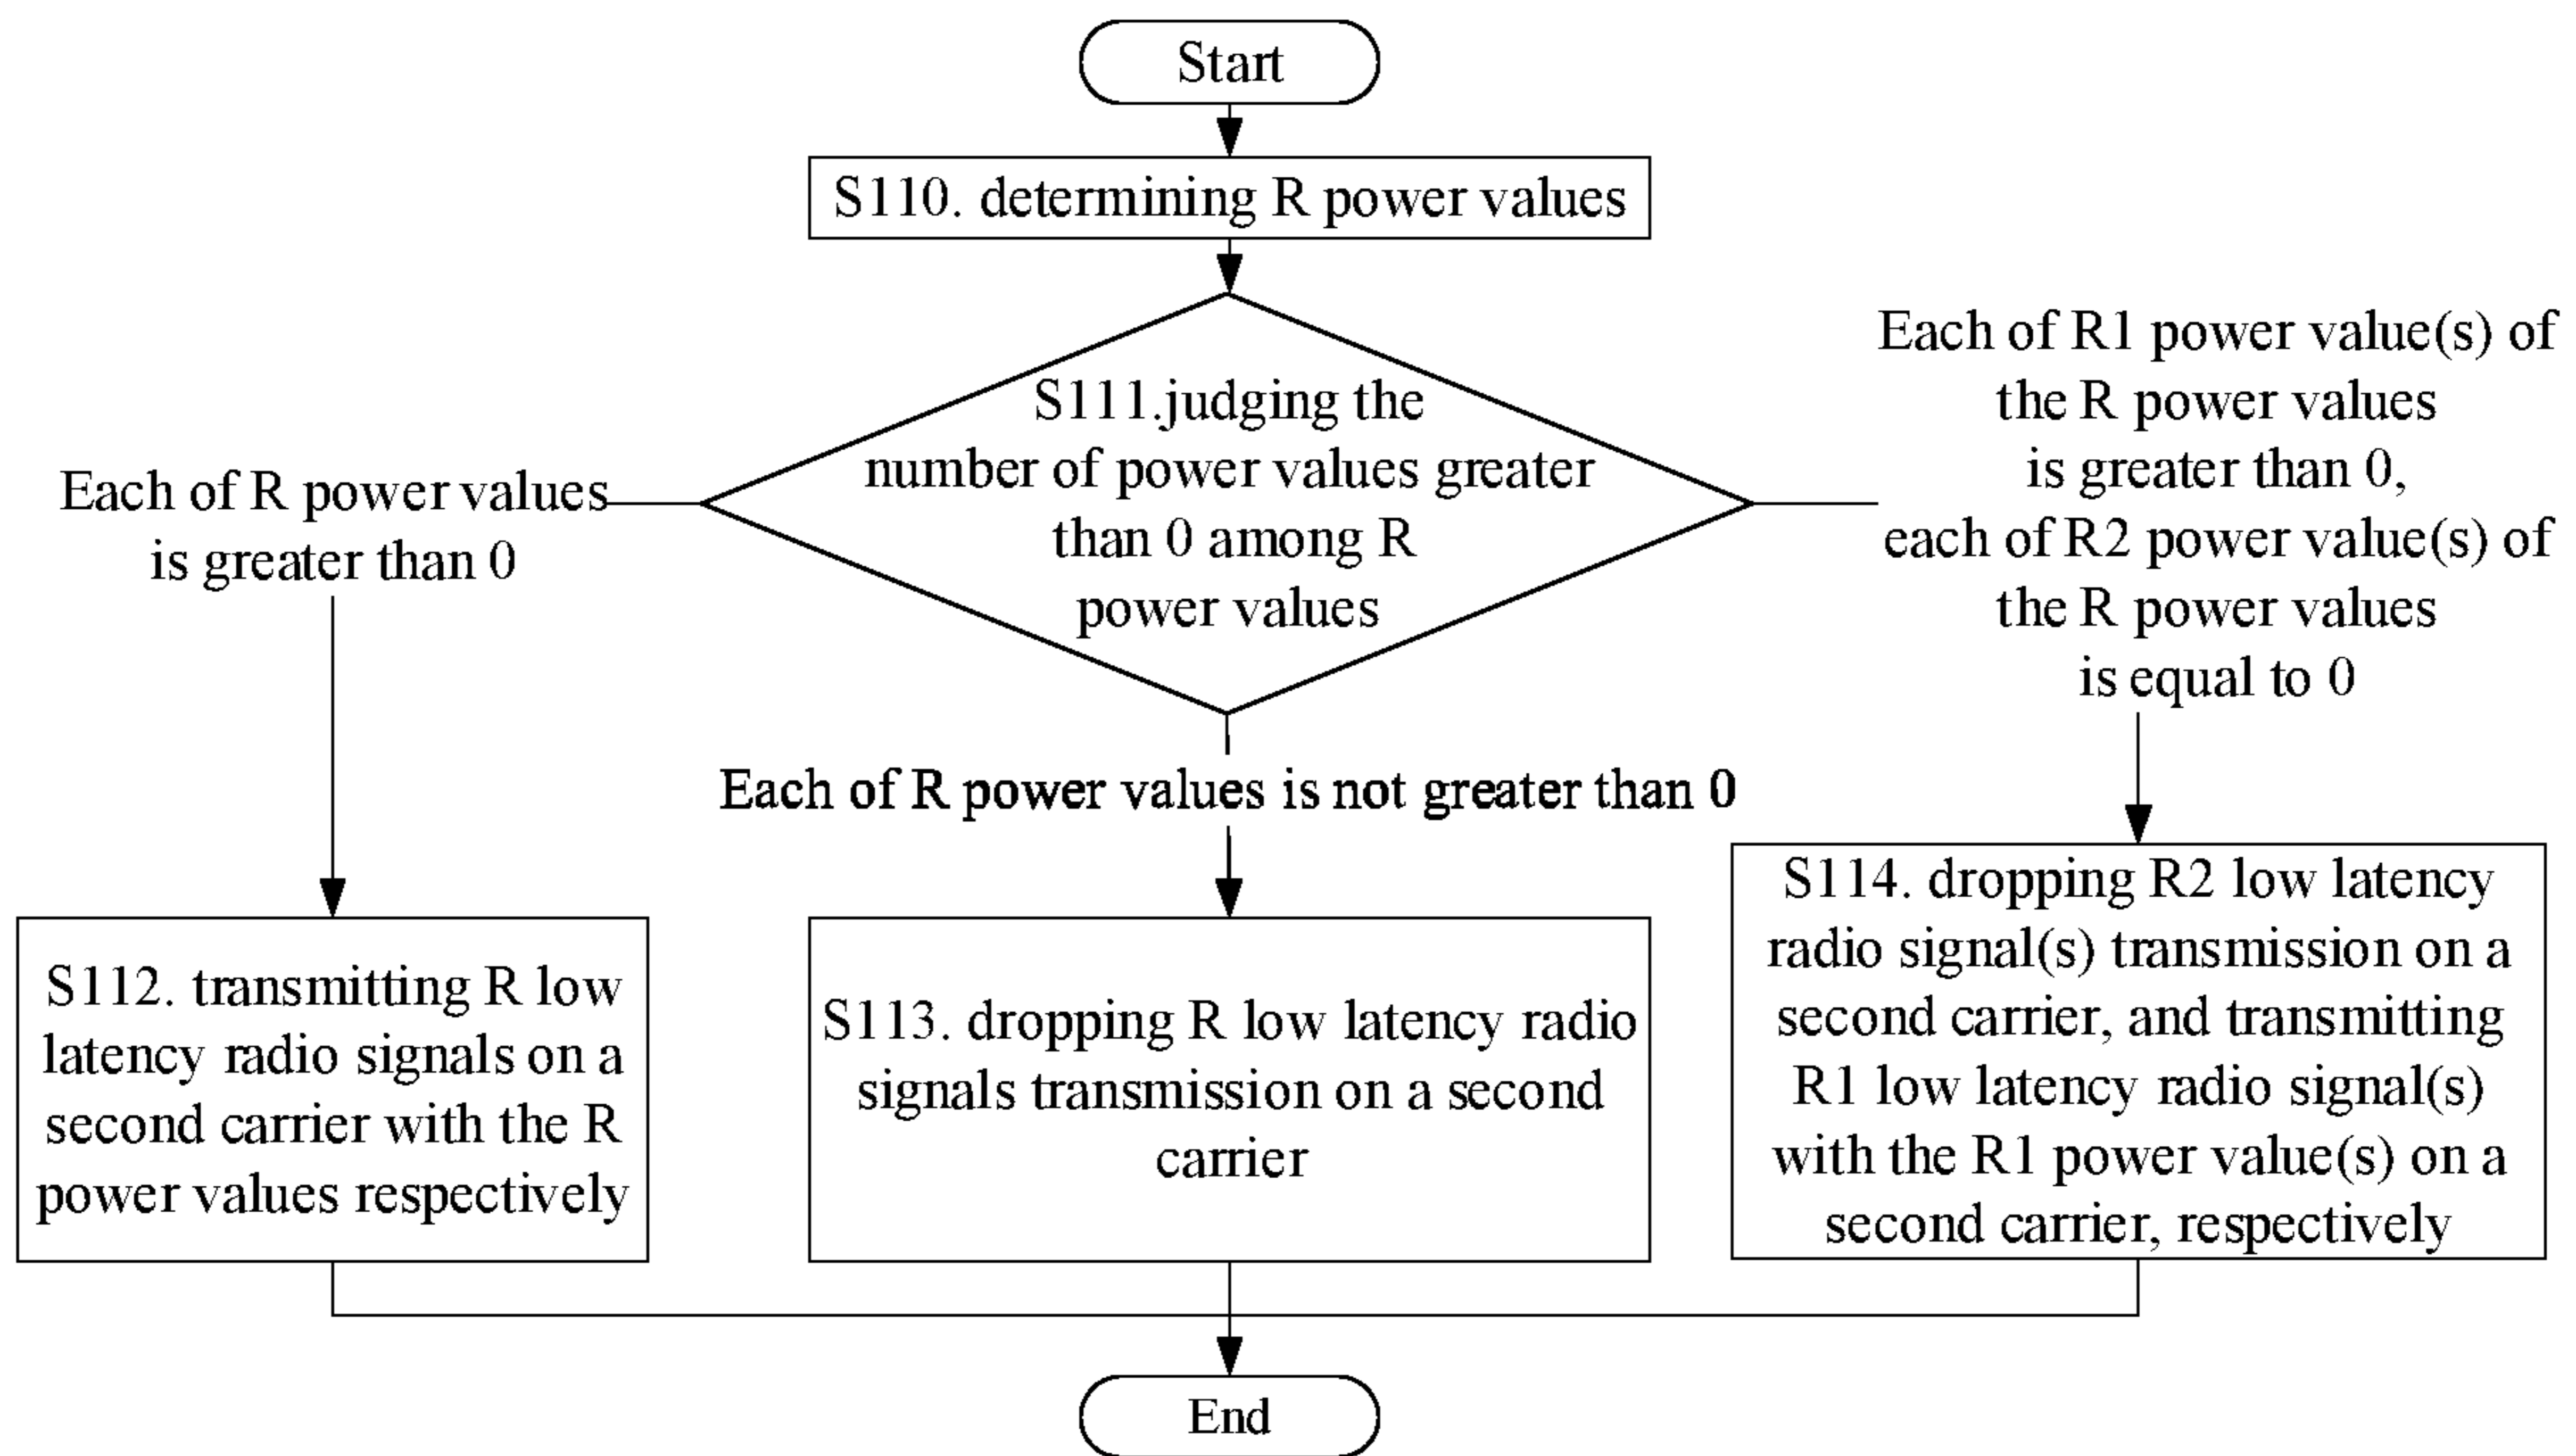 Start
S110. determining R power values
S111.judging the
number of power values greater
than 0 among R
power values
Each of R power values
is greater than 0
Each of R1 power value(s) of
the R power values
is greater than 0,
each of R2 power value(s) of
the R power values
is equal to 0
Each of R power values is not greater than 0
S112. transmitting R low
latency radio signals on a
second carrier with the R
power values respectively
S113. dropping R low latency radio
signals transmission on a second
carrier
S114. dropping R2 low latency
radio signal(s) transmission on a
second carrier, and transmitting
R1 low latency radio signal(s)
with the R1 power value(s) on a
second carrier, respectively
End